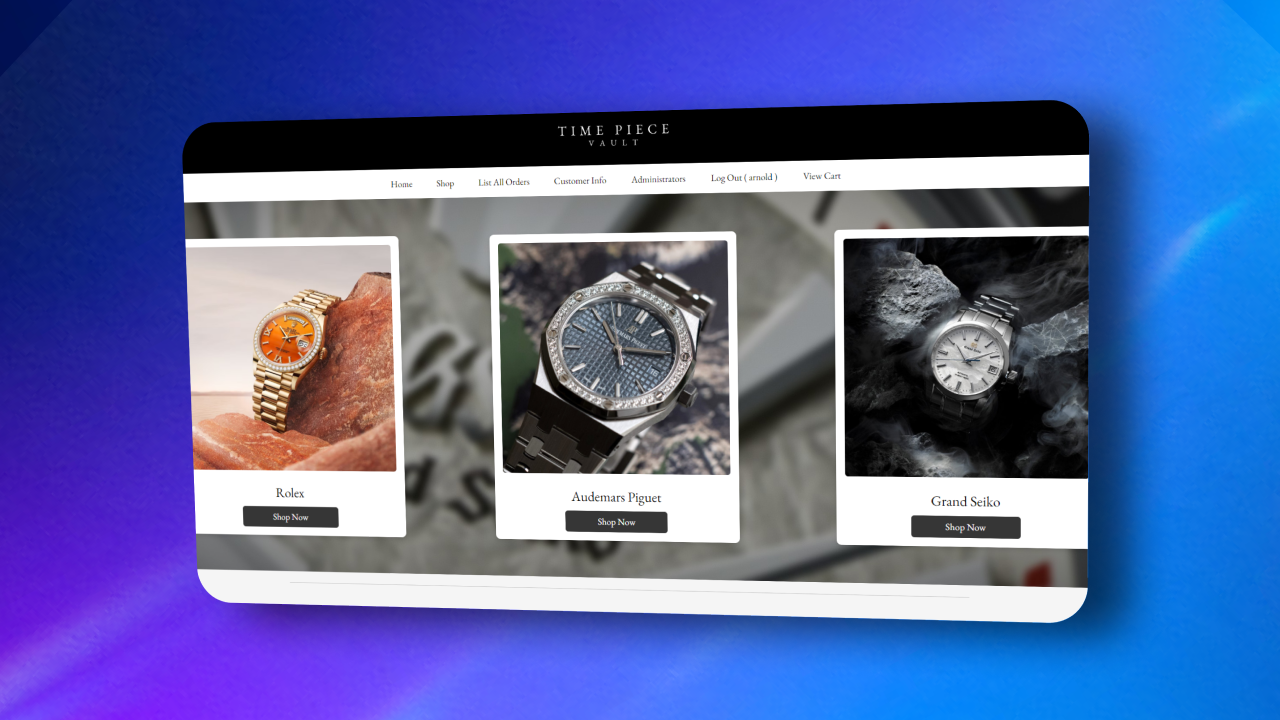 TIME PIECE
VAULT
Home Shop List All Orders Customer Info Administrators Log Out ( arnold ) View Cart
Rolex
Shop Now
Audemars Piguet
Shop Now
Grand Seiko
Shop Now